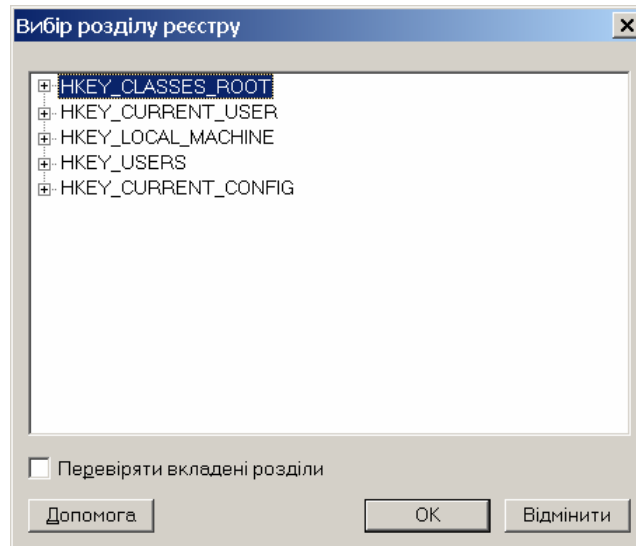 Вибір розділу реєстру
HKEY_CLASSES_ROOT
HKEY_CURRENT_USER
HKEY_LOCAL_MACHINE
HKEY_USERS
HKEY_CURRENT_CONFIG
Перевіряти вкладені розділи
Допомога OK Відмінити